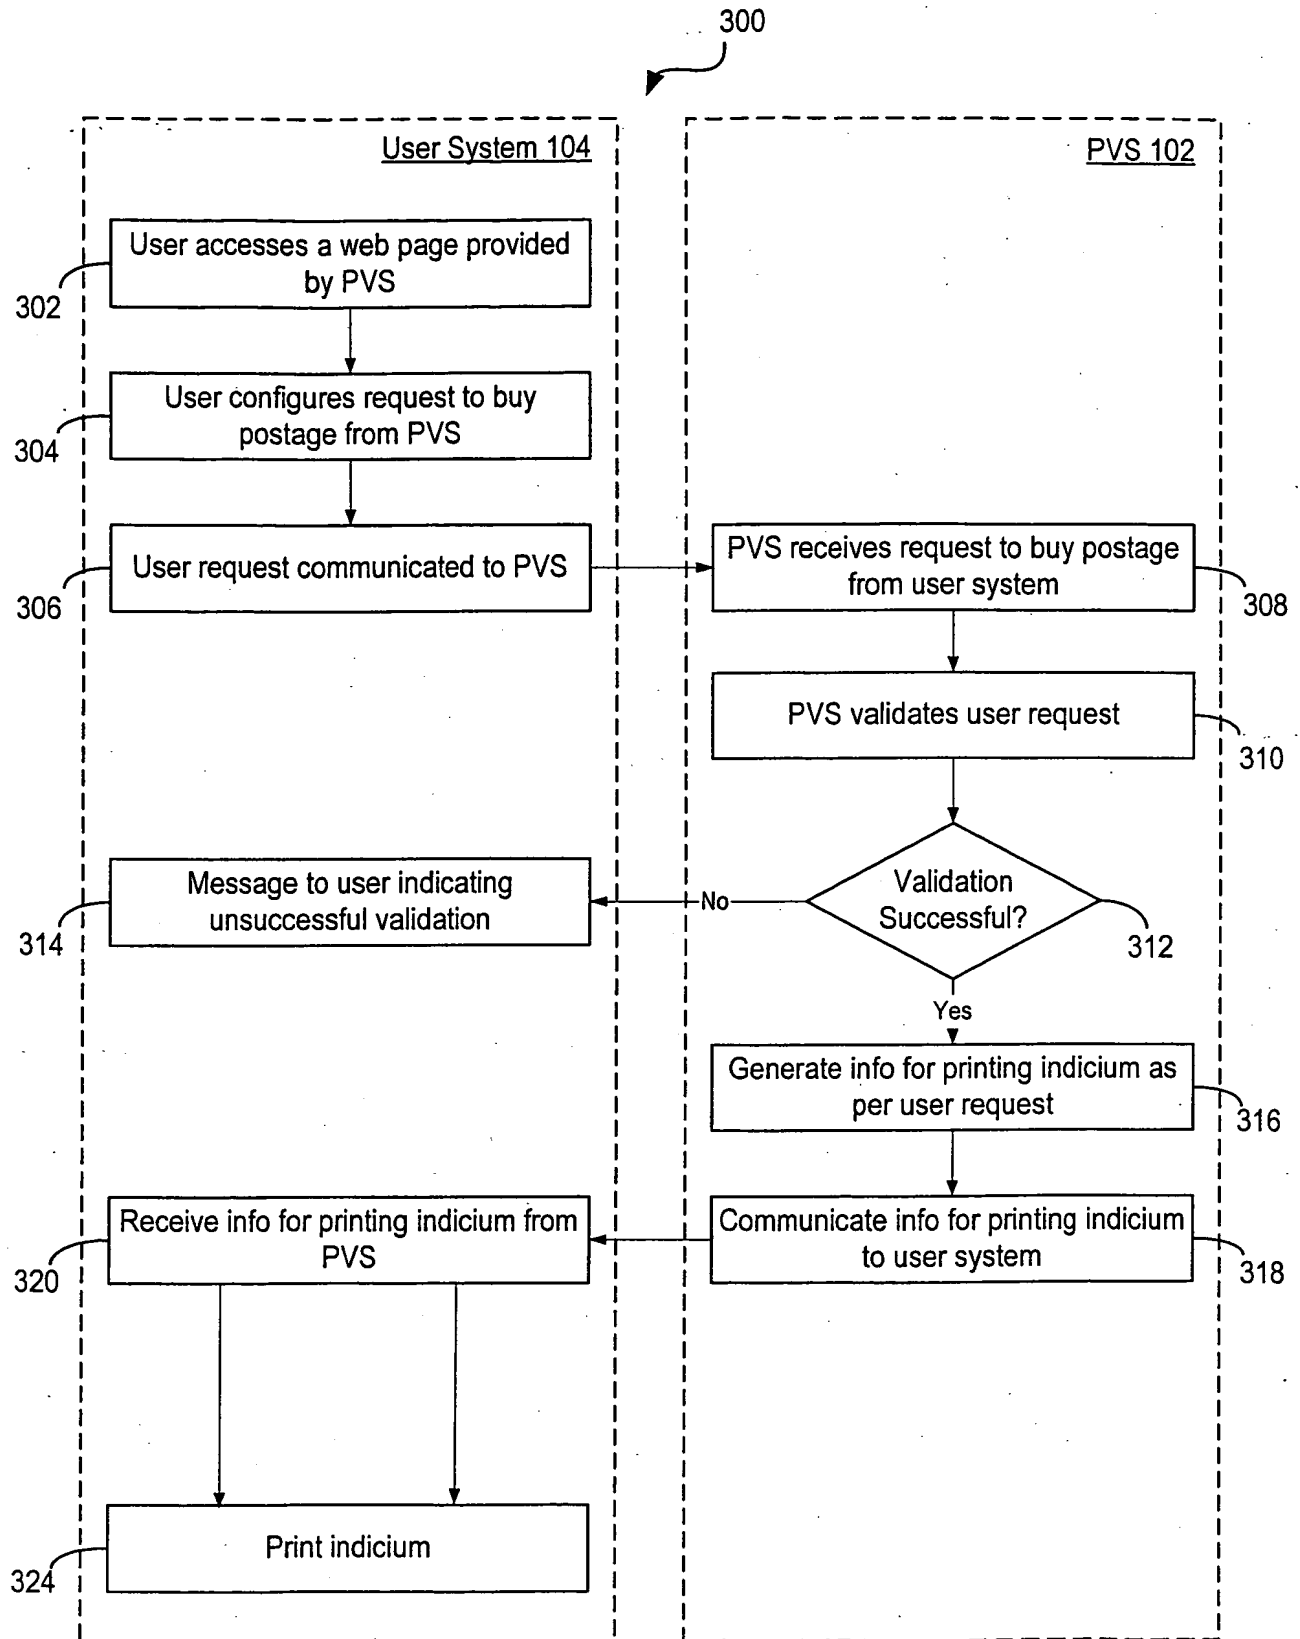 300
User System 104
PVS 102
User accesses a web page provided
by PVS
302
User configures request to buy
postage from PVS
304
User request communicated to PVS
306
PVS receives request to buy postage
from user system
308
PVS validates user request
310
Validation
Successful?
312
No
Message to user indicating
unsuccessful validation
314
Yes
Generate info for printing indicium as
per user request
316
Communicate info for printing indicium
to user system
318
Receive info for printing indicium from
PVS
320
Print indicium
324